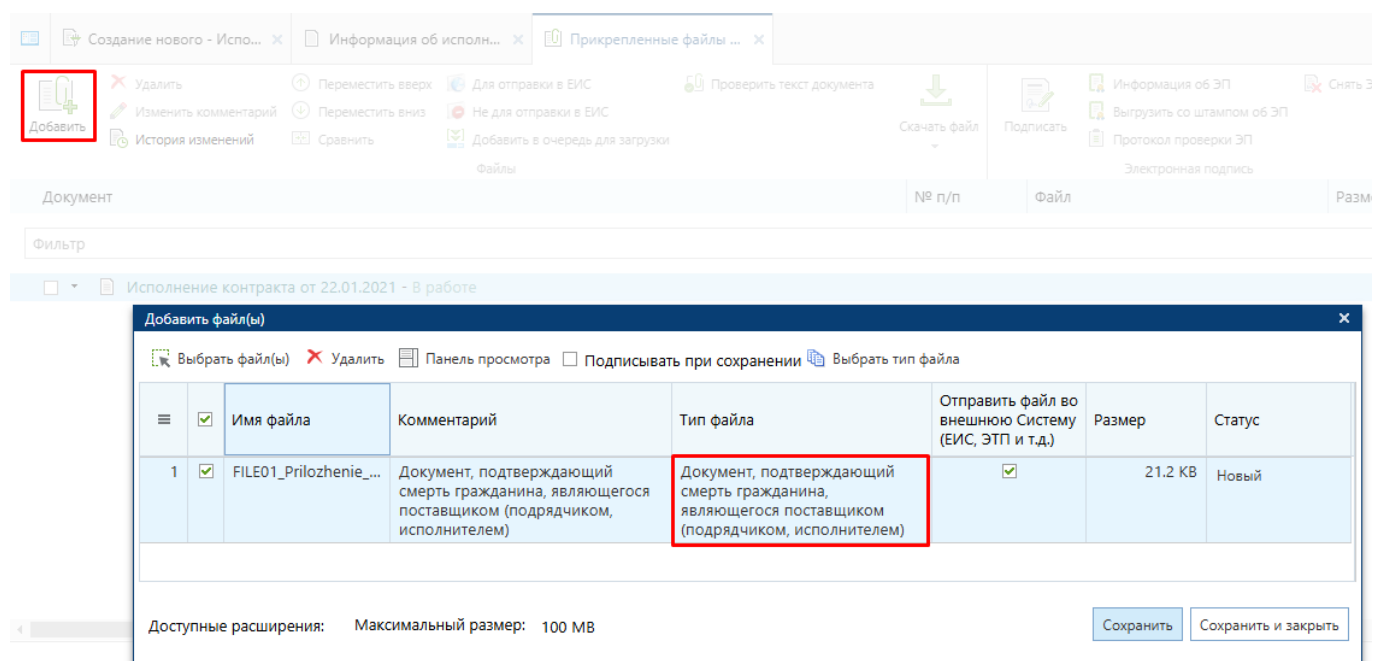 Создание нового - Испо...
Информация об исполн...
Прикрепленные файлы ...
Добавить
Удалить
Изменить комментарий
История изменений
Переместить вверх
Переместить вниз
Сравнить
Для отправки в ЕИС
Не для отправки в ЕИС
Добавить в очередь для загрузки
Проверить текст документа
Файлы
Скачать файл
Подписать
Информация об ЭП
Выгрузить со штампом об ЭП
Протокол проверки ЭП
Снять Э
Электронная подпись
Документ № п/п Файл Разм
Фильтр
Исполнение контракта от 22.01.2021 - В работе
Добавить файл(ы)
Выбрать файл(ы) Удалить Панель просмотра Подписывать при сохранении Выбрать тип файла
Имя файла
Комментарий
Тип файла
Отправить файл во
внешнюю Систему
(ЕИС, ЭТП и т.д.)
Размер
Статус
1
FILE01_Prilozhenie_...
Документ, подтверждающий
смерть гражданина, являющегося
поставщиком (подрядчиком,
исполнителем)
Документ, подтверждающий
смерть гражданина,
являющегося поставщиком
(подрядчиком, исполнителем)
21.2 KB
Новый
Доступные расширения: Максимальный размер: 100 MB
Сохранить
Сохранить и закрыть